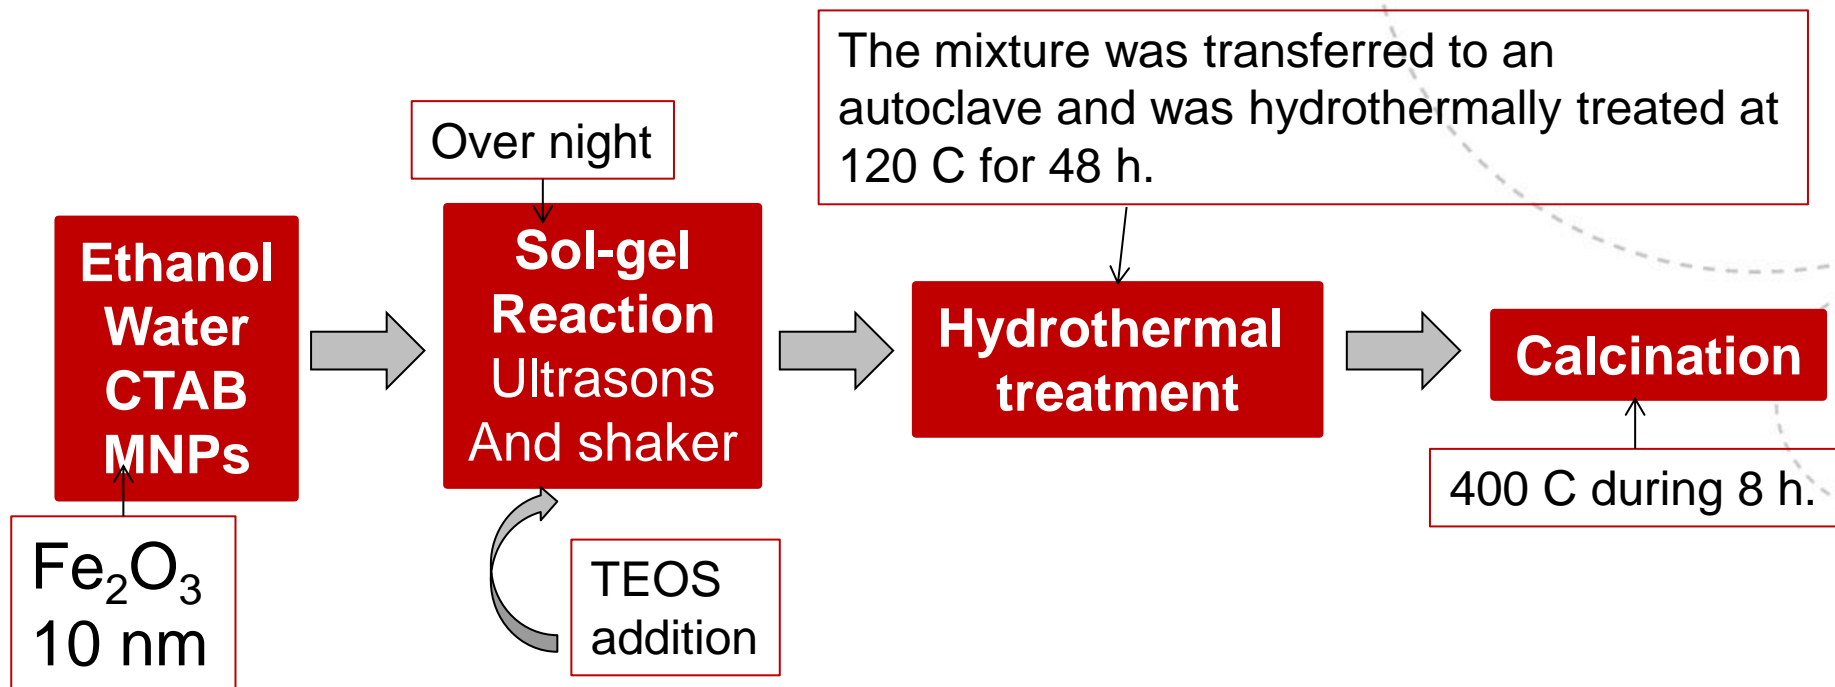 Ethanol
Water
CTAB
MNPs
Fe₂O₃
10 nm
Over night
Sol-gel
Reaction
Ultrasons
And shaker
TEOS
addition
The mixture was transferred to an
autoclave and was hydrothermally treated at
120 C for 48 h.
Hydrothermal
treatment
Calcination
400 C during 8 h.